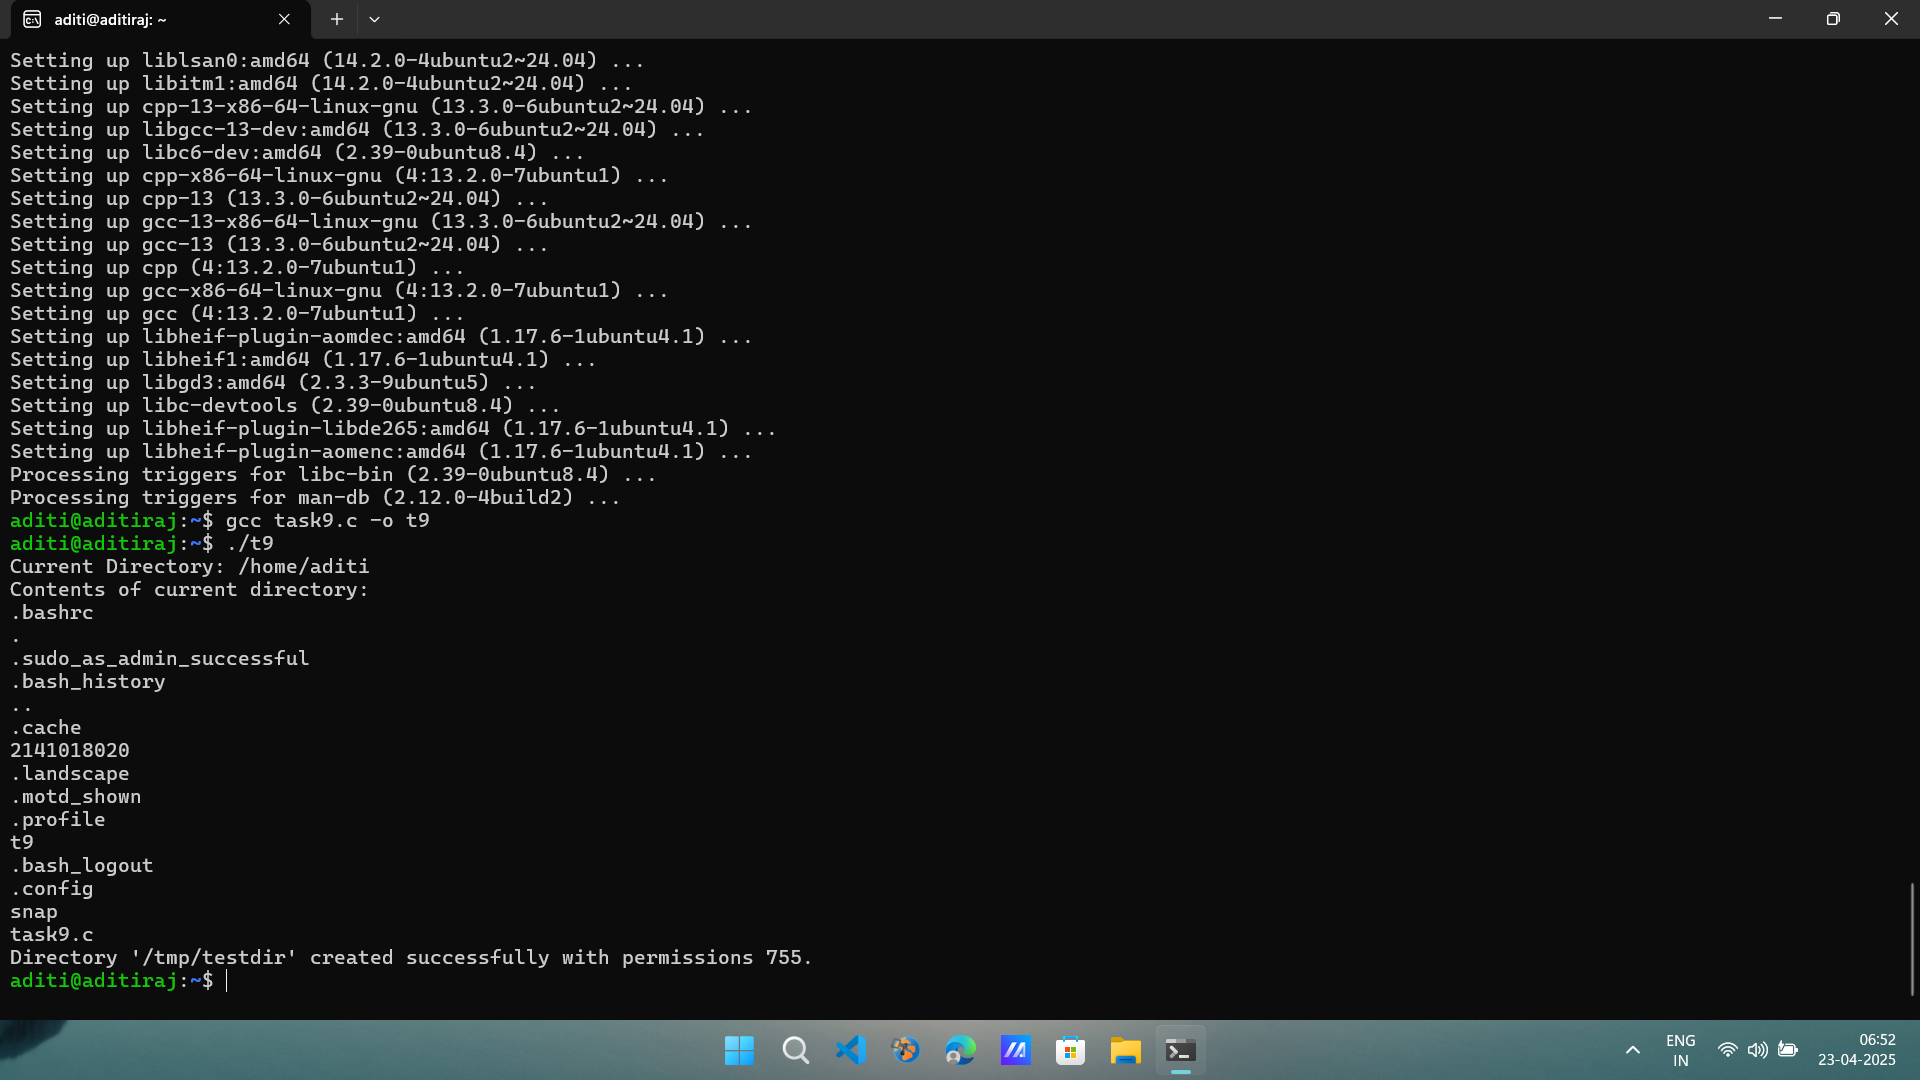 aditi@aditiraj: ~
Setting up liblsan0:amd64 (14.2.0-4ubuntu2~24.04) ...
Setting up libitm1:amd64 (14.2.0-4ubuntu2~24.04) ...
Setting up cpp-13-x86-64-linux-gnu (13.3.0-6ubuntu2~24.04) ...
Setting up libgcc-13-dev:amd64 (13.3.0-6ubuntu2~24.04) ...
Setting up libc6-dev:amd64 (2.39-0ubuntu8.4) ...
Setting up cpp-x86-64-linux-gnu (4:13.2.0-7ubuntu1) ...
Setting up cpp-13 (13.3.0-6ubuntu2~24.04) ...
Setting up gcc-13-x86-64-linux-gnu (13.3.0-6ubuntu2~24.04) ...
Setting up gcc-13 (13.3.0-6ubuntu2~24.04) ...
Setting up cpp (4:13.2.0-7ubuntu1) ...
Setting up gcc-x86-64-linux-gnu (4:13.2.0-7ubuntu1) ...
Setting up gcc (4:13.2.0-7ubuntu1) ...
Setting up libheif-plugin-aomdec:amd64 (1.17.6-1ubuntu4.1) ...
Setting up libheif1:amd64 (1.17.6-1ubuntu4.1) ...
Setting up libgd3:amd64 (2.3.3-9ubuntu5) ...
Setting up libc-devtools (2.39-0ubuntu8.4) ...
Setting up libheif-plugin-libde265:amd64 (1.17.6-1ubuntu4.1) ...
Setting up libheif-plugin-aomenc:amd64 (1.17.6-1ubuntu4.1) ...
Processing triggers for libc-bin (2.39-0ubuntu8.4) ...
Processing triggers for man-db (2.12.0-4build2) ...
aditi@aditiraj:~$ gcc task9.c -o t9
aditi@aditiraj:~$ ./t9
Current Directory: /home/aditi
Contents of current directory:
.bashrc
.
.sudo_as_admin_successful
.bash_history
..
.cache
2141018020
.landscape
.motd_shown
.profile
t9
.bash_logout
.config
snap
task9.c
Directory '/tmp/testdir' created successfully with permissions 755.
aditi@aditiraj:~$
ENG
IN
06:52
23-04-2025